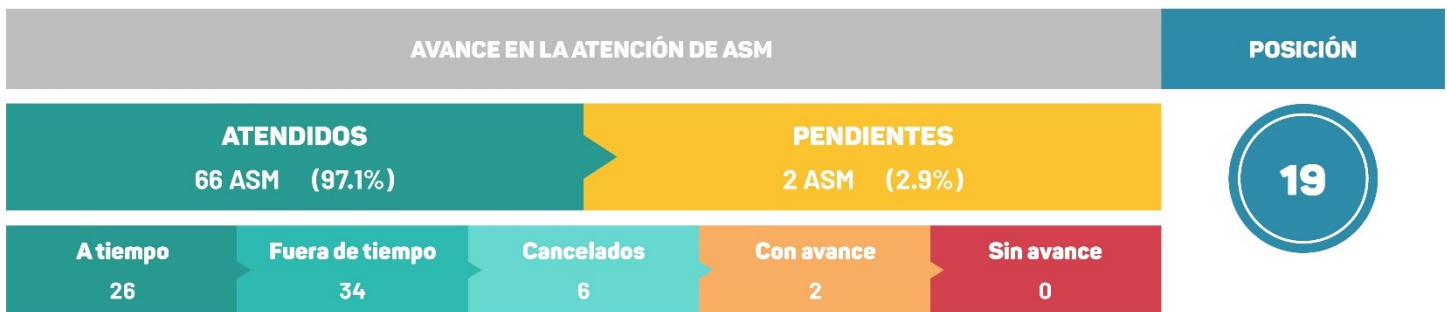 AVANCE EN LA ATENCIÓN DE ASM
POSICIÓN
ATENDIDOS
66 ASM (97.1%)
PENDIENTES
2 ASM (2.9%)
19
A tiempo
26
Fuera de tiempo
34
Cancelados
6
Con avance
2
Sin avance
0